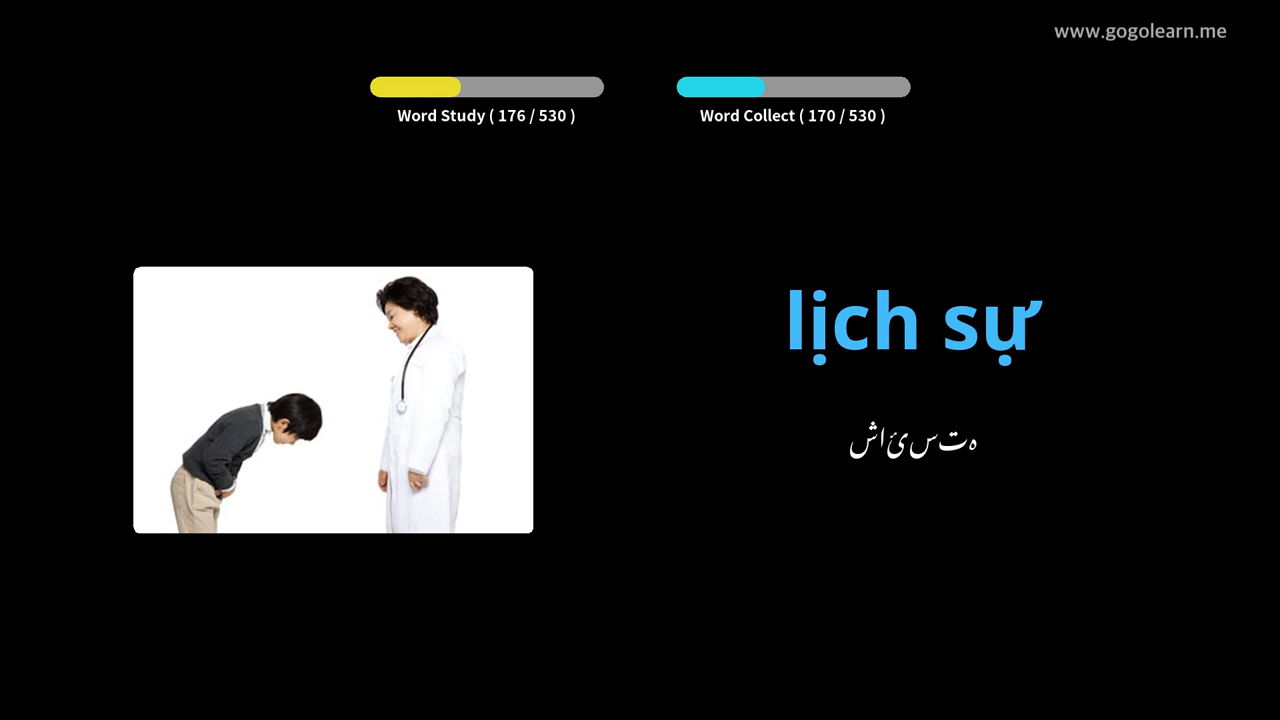 www.gogolearn.me
Word Study ( 176 / 530 )
Word Collect ( 170 / 530 )
lịch sự
شائستہ